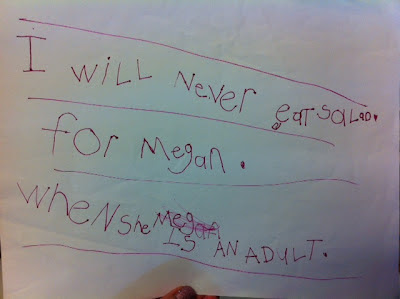 I WiLL Never eat SaLaD.
for Megan.
WheN She Megan IS AN ADULT.